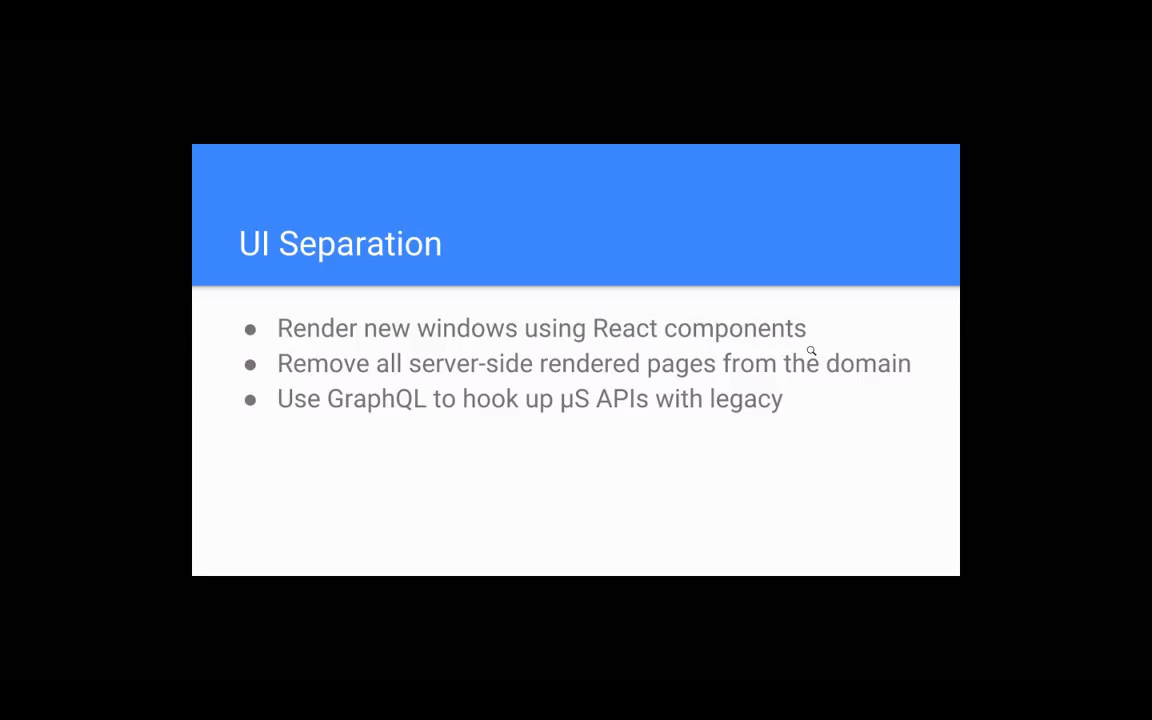 UI Separation
● Render new windows using React components
● Remove all server-side rendered pages from the domain
● Use GraphQL to hook up µS APIs with legacy